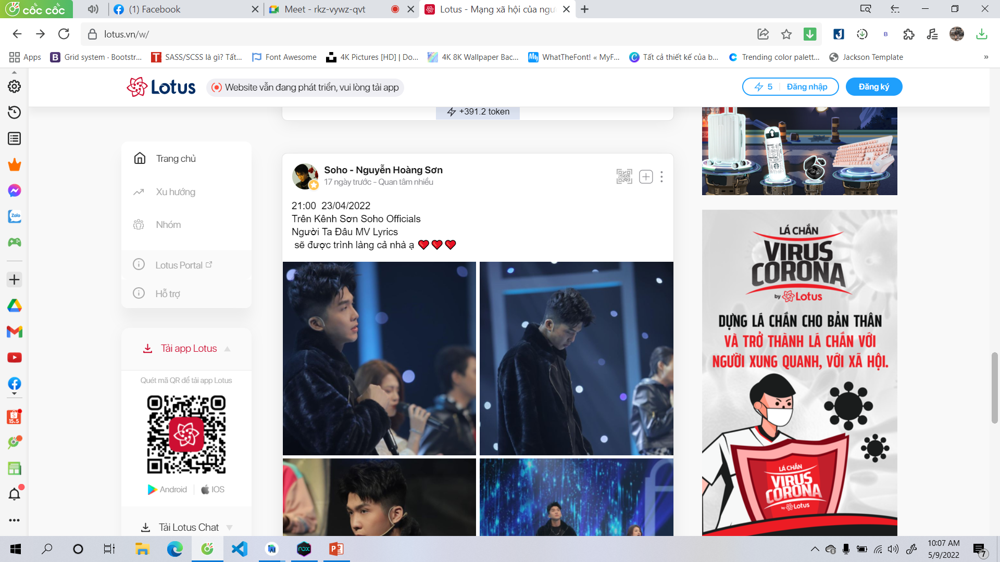 cốc cốc
(1) Facebook
Meet - rkz-vywz-qvt
Lotus - Mạng xã hội của ngư
lotus.vn/w/
Apps
Grid system · Bootstr...
SASS/SCSS là gì? Tất...
Font Awesome
4K Pictures [HD] | Do...
4K 8K Wallpaper Bac...
WhatTheFont! « MyF...
Tất cả thiết kế của b...
Trending color palett...
Jackson Template
»
Lotus
Website vẫn đang phát triển, vui lòng tải app
5
Đăng nhập
Đăng ký
+391.2 token
Trang chủ
Xu hướng
Nhóm
Lotus Portal
Hỗ trợ
Tải app Lotus
Quét mã QR để tải app Lotus
Android
IOS
Tải Lotus Chat
Soho - Nguyễn Hoàng Sơn
17 ngày trước - Quan tâm nhiều
21:00  23/04/2022
Trên Kênh Sơn Soho Officials
Người Ta Đâu MV Lyrics
sẽ được trình làng cả nhà ạ ❤️❤️❤️
LÁ CHẮN
VIRUS
CORONA
by Lotus
DỰNG LÁ CHẮN CHO BẢN THÂN
VÀ TRỞ THÀNH LÁ CHẮN VỚI
NGƯỜI XUNG QUANH, VỚI XÃ HỘI.
LÁ CHẮN
VIRUS
CORONA
by Lotus
Zalo
15.5
nox
10:07 AM
5/9/2022
7